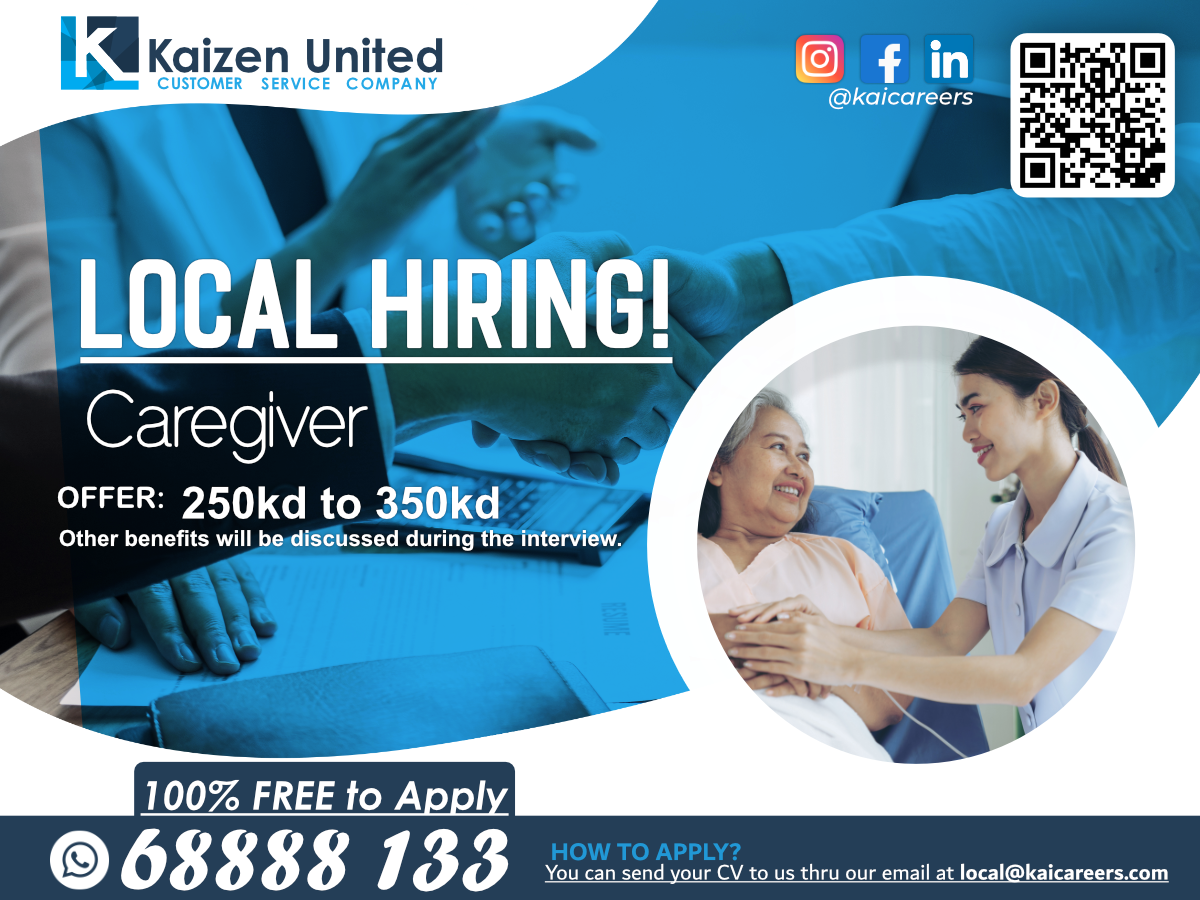 K Kaizen United
CUSTOMER SERVICE COMPANY
in
@kaicareers
LOCAL HIRING!
Caregiver
OFFER: 250kd to 350kd
Other benefits will be discussed during the interview.
RESUME
100% FREE to Apply
68888 133
HOW TO APPLY?
You can send your CV to us thru our email at local@kaicareers.com